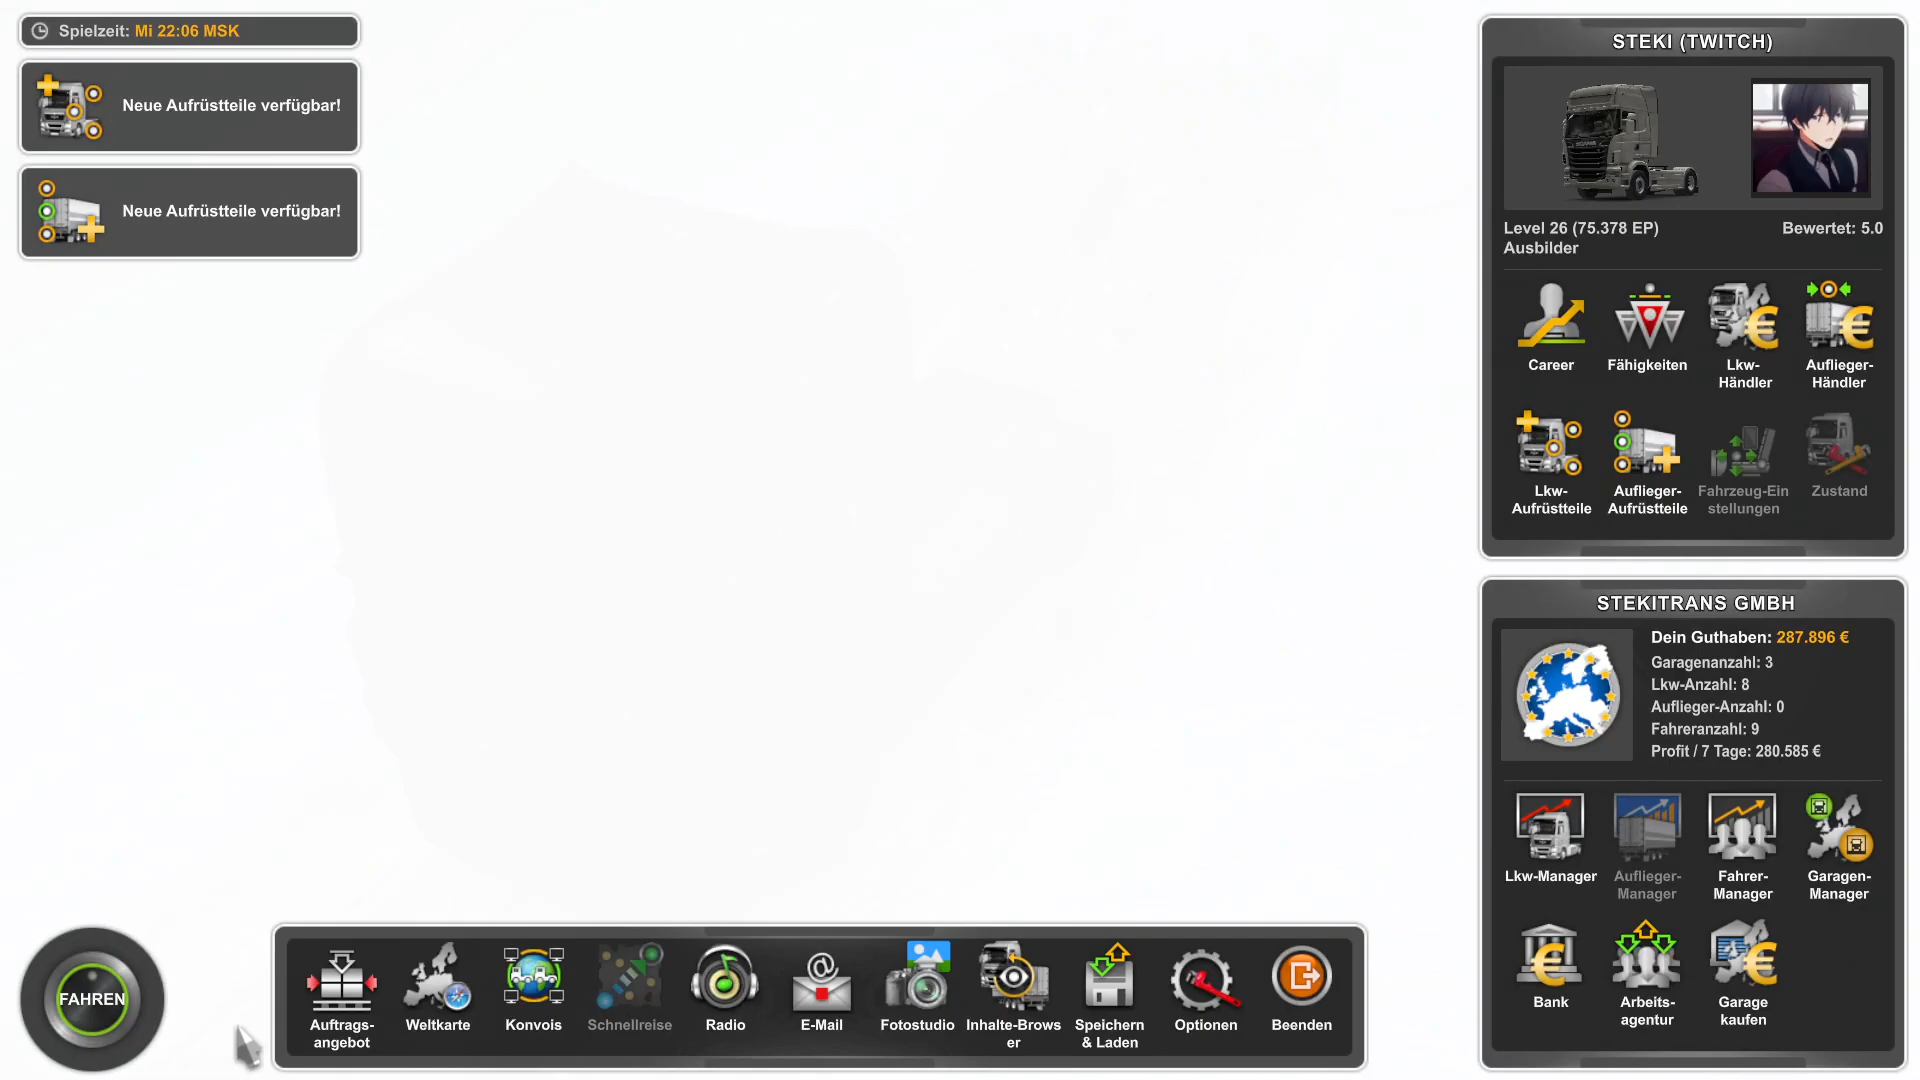 Spielzeit: Mi 22:06 MSK
Neue Aufrüstteile verfügbar!
Neue Aufrüstteile verfügbar!
STEKI (TWITCH)
Level 26 (75.378 EP)
Bewertet: 5.0
Ausbilder
Career
Fähigkeiten
Lkw-
Händler
Auflieger-
Händler
Lkw-
Aufrüstteile
Auflieger-
Aufrüstteile
Fahrzeug-Ein
stellungen
Zustand
STEKITRANS GMBH
Dein Guthaben: 287.896 €
Garagenanzahl: 3
Lkw-Anzahl: 8
Auflieger-Anzahl: 0
Fahreranzahl: 9
Profit / 7 Tage: 280.585 €
Lkw-Manager
Auflieger-
Manager
Fahrer-
Manager
Garagen-
Manager
Bank
Arbeits-
agentur
Garage
kaufen
FAHREN
Auftrags-
angebot
Weltkarte
Konvois
Schnellreise
Radio
E-Mail
Fotostudio
Inhalte-Brows
er
Speichern
& Laden
Optionen
Beenden